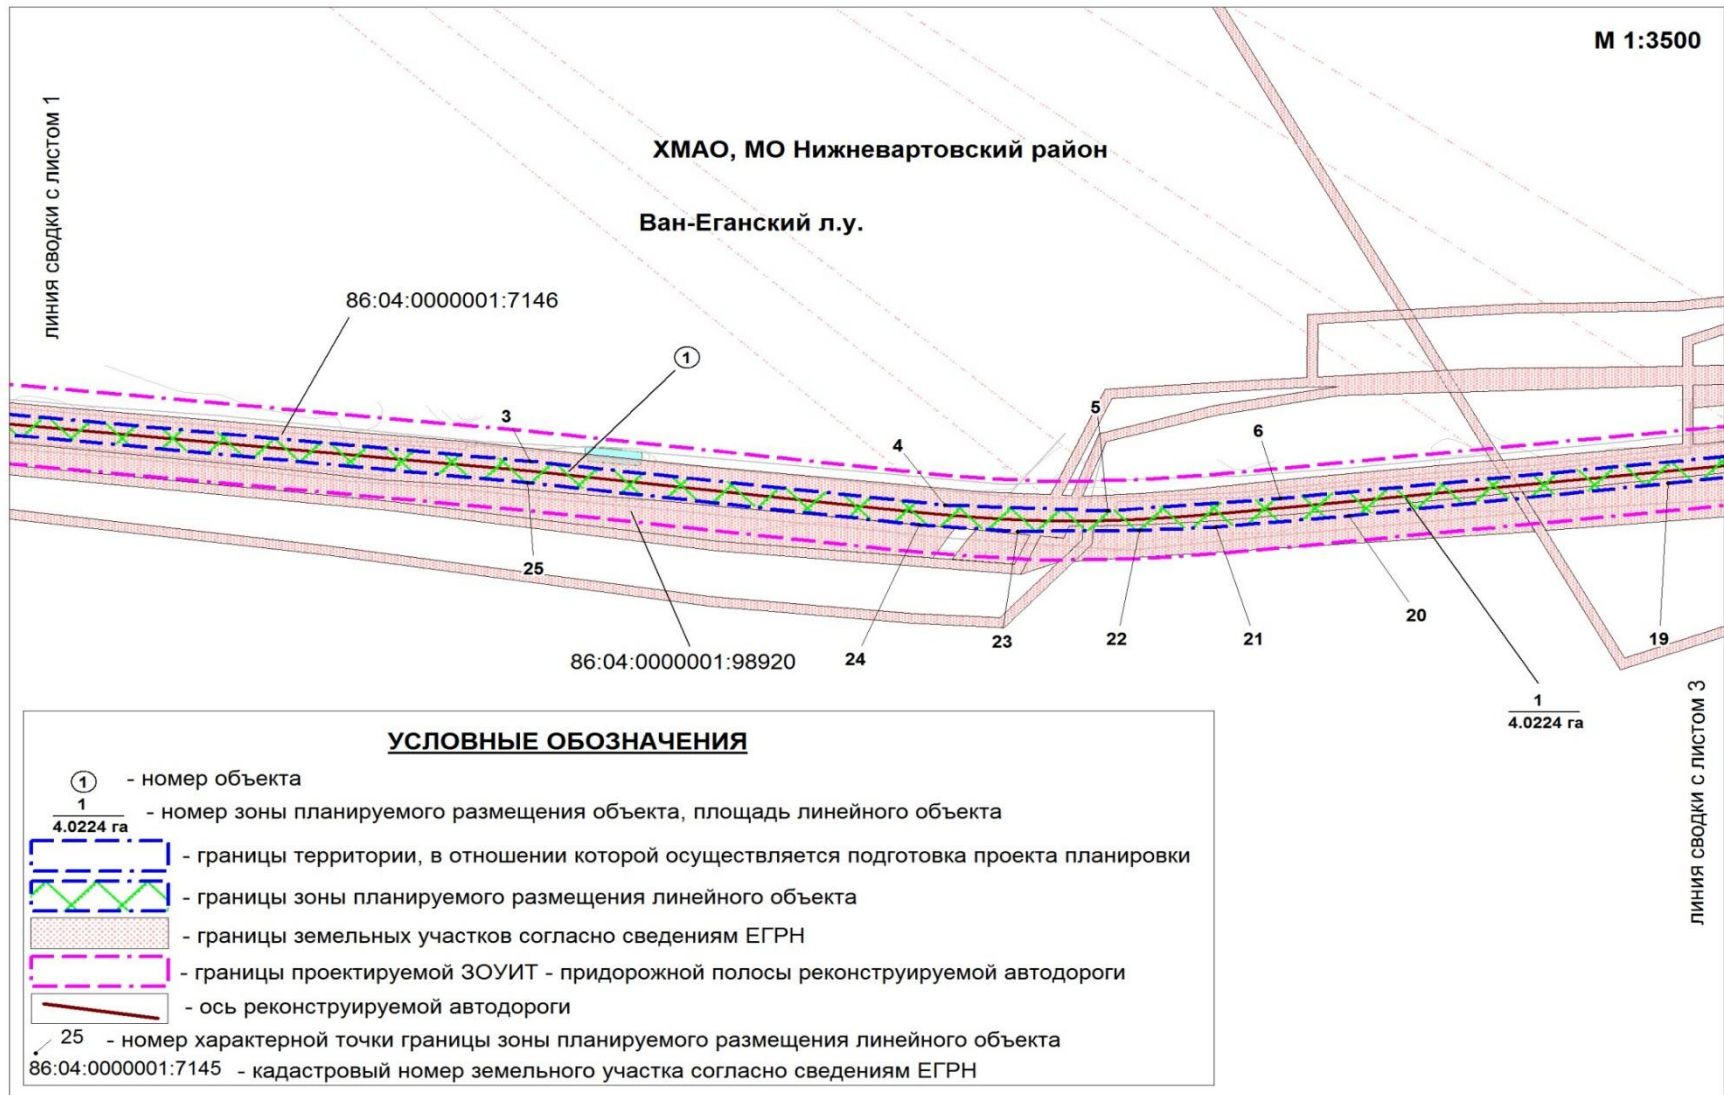 М 1:3500
линия сводки с листом 1
ХМАО, МО Нижневартовский район
Ван-Еганский л.у.
86:04:0000001:7146
1
3
4
5
6
25
24
23
22
21
20
19
86:04:0000001:98920
1
4.0224 га
линия сводки с листом 3
УСЛОВНЫЕ ОБОЗНАЧЕНИЯ
1 - номер объекта
1
4.0224 га - номер зоны планируемого размещения объекта, площадь линейного объекта
- границы территории, в отношении которой осуществляется подготовка проекта планировки
- границы зоны планируемого размещения линейного объекта
- границы земельных участков согласно сведениям ЕГРН
- границы проектируемой ЗОУИТ - придорожной полосы реконструируемой автодороги
- ось реконструируемой автодороги
25 - номер характерной точки границы зоны планируемого размещения линейного объекта
86:04:0000001:7145 - кадастровый номер земельного участка согласно сведениям ЕГРН